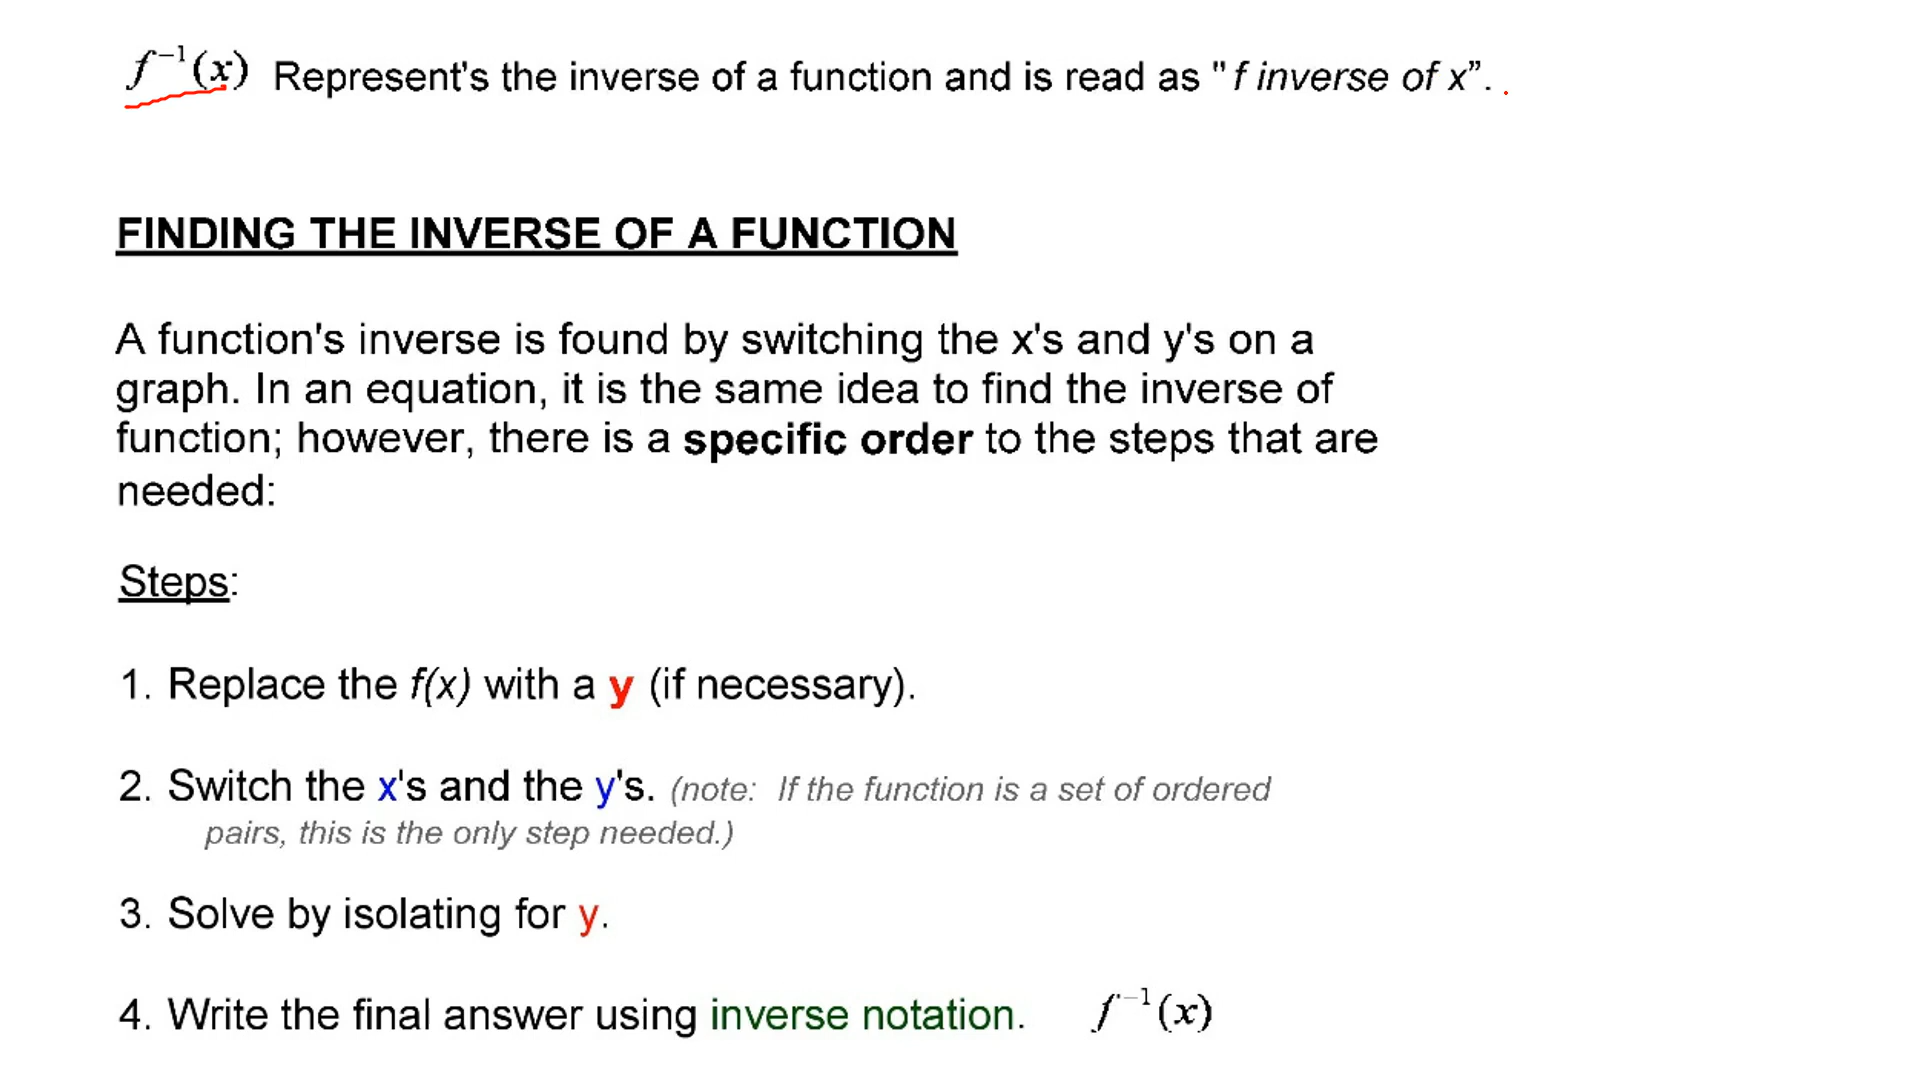 f⁻¹(x) Represent's the inverse of a function and is read as "f inverse of x”.
FINDING THE INVERSE OF A FUNCTION
A function's inverse is found by switching the x's and y's on a
graph. In an equation, it is the same idea to find the inverse of
function; however, there is a specific order to the steps that are
needed:
Steps:
1. Replace the f(x) with a y (if necessary).
2. Switch the x's and the y's. (note: If the function is a set of ordered
pairs, this is the only step needed.)
3. Solve by isolating for y.
4. Write the final answer using inverse notation. f⁻¹(x)